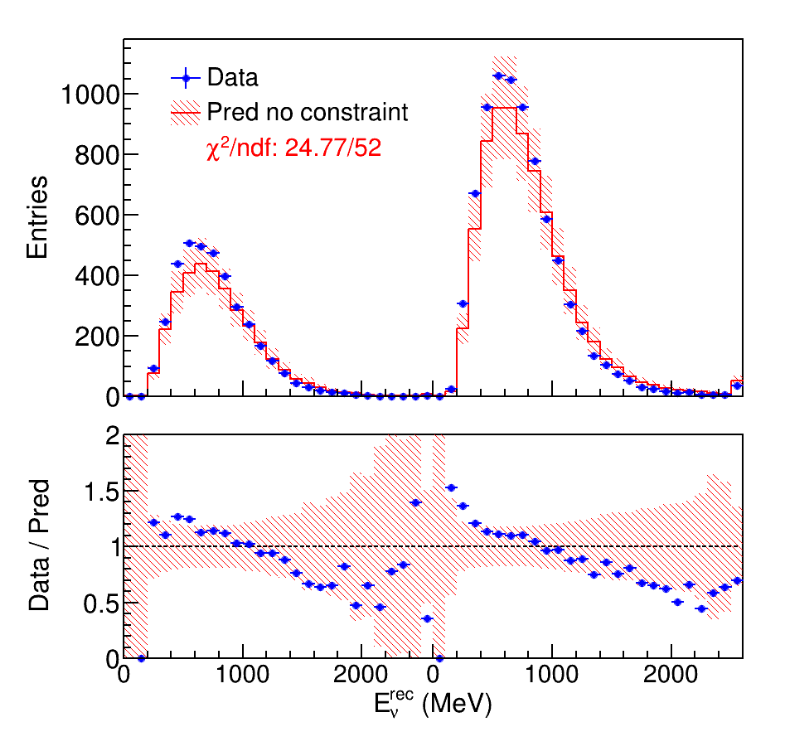 Data
Pred no constraint
χ²/ndf: 24.77/52
Entries
1000
800
600
400
200
0
Data / Pred
2
1.5
1
0.5
0
0 1000 2000 0 1000 2000
E_ν^rec (MeV)